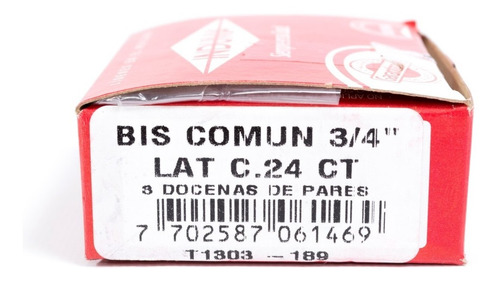 BIS COMUN 3/4"
LAT C.24 CT
3 DOCENAS DE PARES
7 702587 061469
T1303 - 189